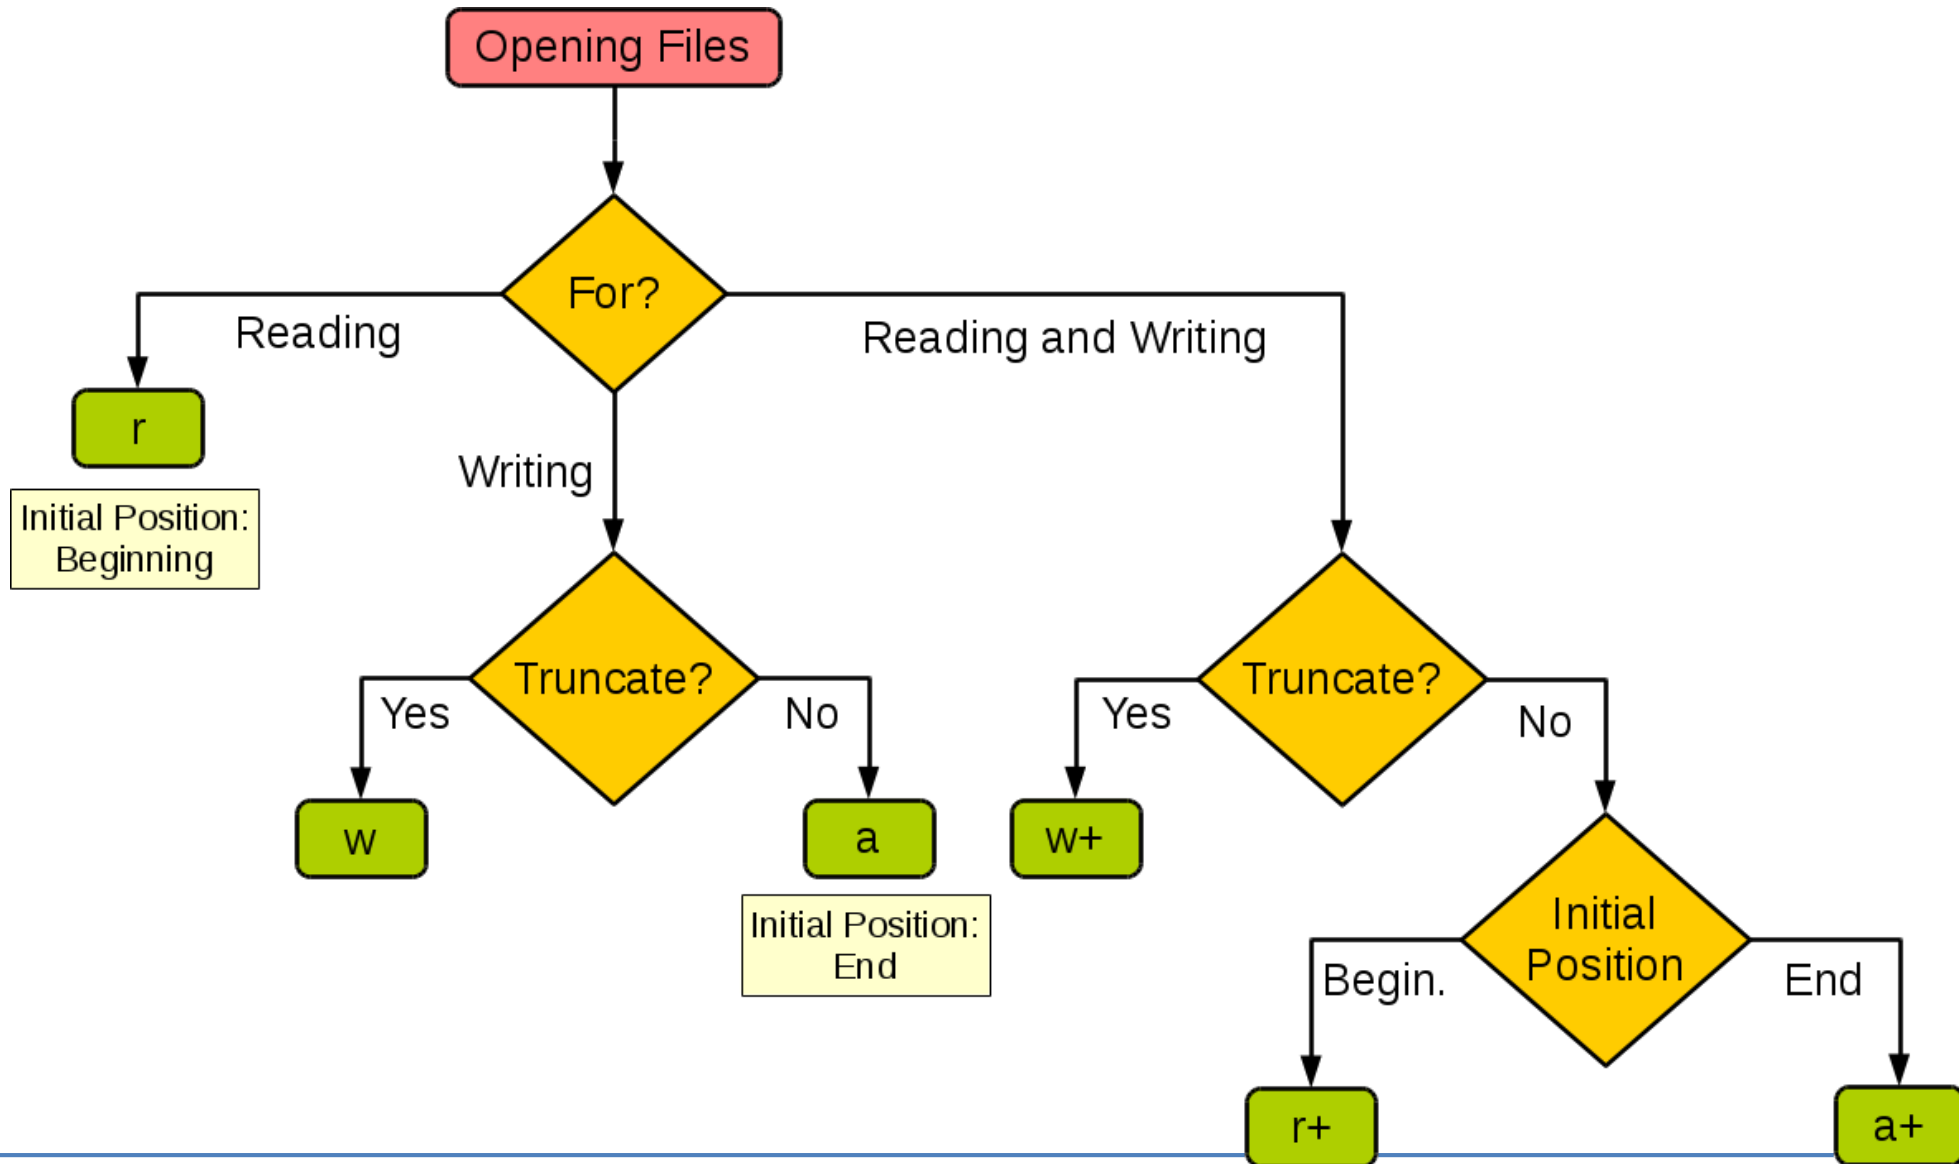 Opening Files
For?
Reading
Reading and Writing
r
Initial Position:
Beginning
Writing
Truncate?
Yes
No
w
a
Initial Position:
End
Truncate?
Yes
No
w+
Initial
Position
Begin.
End
r+
a+